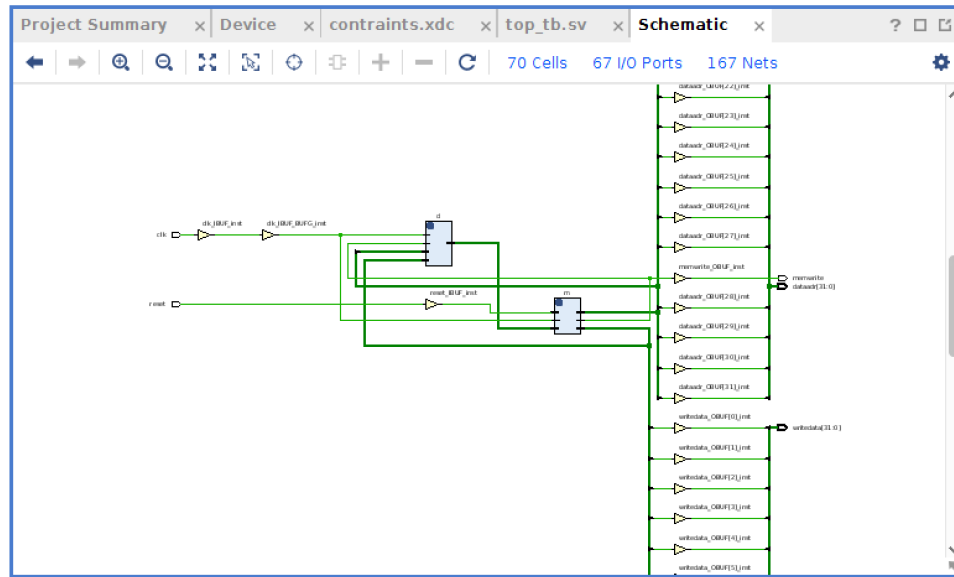 Project Summary × Device × contraints.xdc × top_tb.sv × Schematic × ?
70 Cells 67 I/O Ports 167 Nets
dataadr_OBUF[22]_inst
dataadr_OBUF[23]_inst
dataadr_OBUF[24]_inst
dataadr_OBUF[25]_inst
dataadr_OBUF[26]_inst
d
clk_IBUF_inst clk_IBUF_BUFG_inst
clk
dataadr_OBUF[27]_inst
memwrite_OBUF_inst
memwrite
dataadr[31:0]
reset_IBUF_inst m dataadr_OBUF[28]_inst
reset
dataadr_OBUF[29]_inst
dataadr_OBUF[30]_inst
dataadr_OBUF[31]_inst
writedata_OBUF[0]_inst
writedata[31:0]
writedata_OBUF[1]_inst
writedata_OBUF[2]_inst
writedata_OBUF[3]_inst
writedata_OBUF[4]_inst
writedata_OBUF[5]_inst